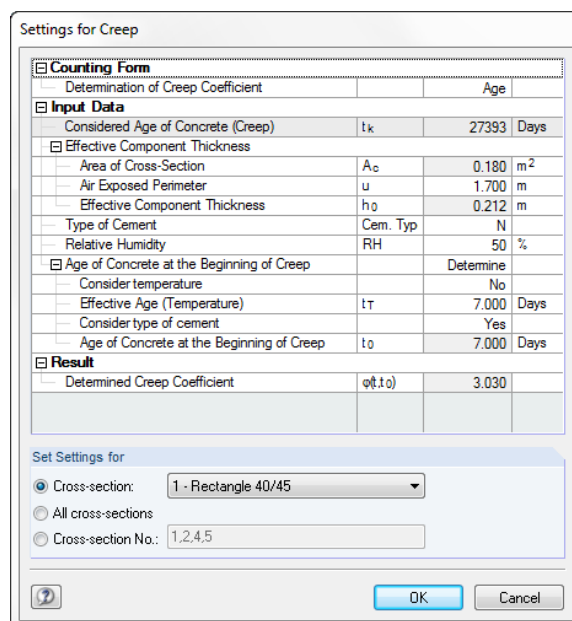 Settings for Creep
Counting Form
Determination of Creep Coefficient Age
Input Data
Considered Age of Concrete (Creep) tk 27393 Days
Effective Component Thickness
Area of Cross-Section Ac 0.180 m²
Air Exposed Perimeter u 1.700 m
Effective Component Thickness h0 0.212 m
Type of Cement Cem. Typ N
Relative Humidity RH 50 %
Age of Concrete at the Beginning of Creep Determine
Consider temperature No
Effective Age (Temperature) tT 7.000 Days
Consider type of cement Yes
Age of Concrete at the Beginning of Creep t0 7.000 Days
Result
Determined Creep Coefficient φ(t,t0) 3.030
Set Settings for
Cross-section: 1 - Rectangle 40/45
All cross-sections
Cross-section No.: 1,2,4,5
OK Cancel